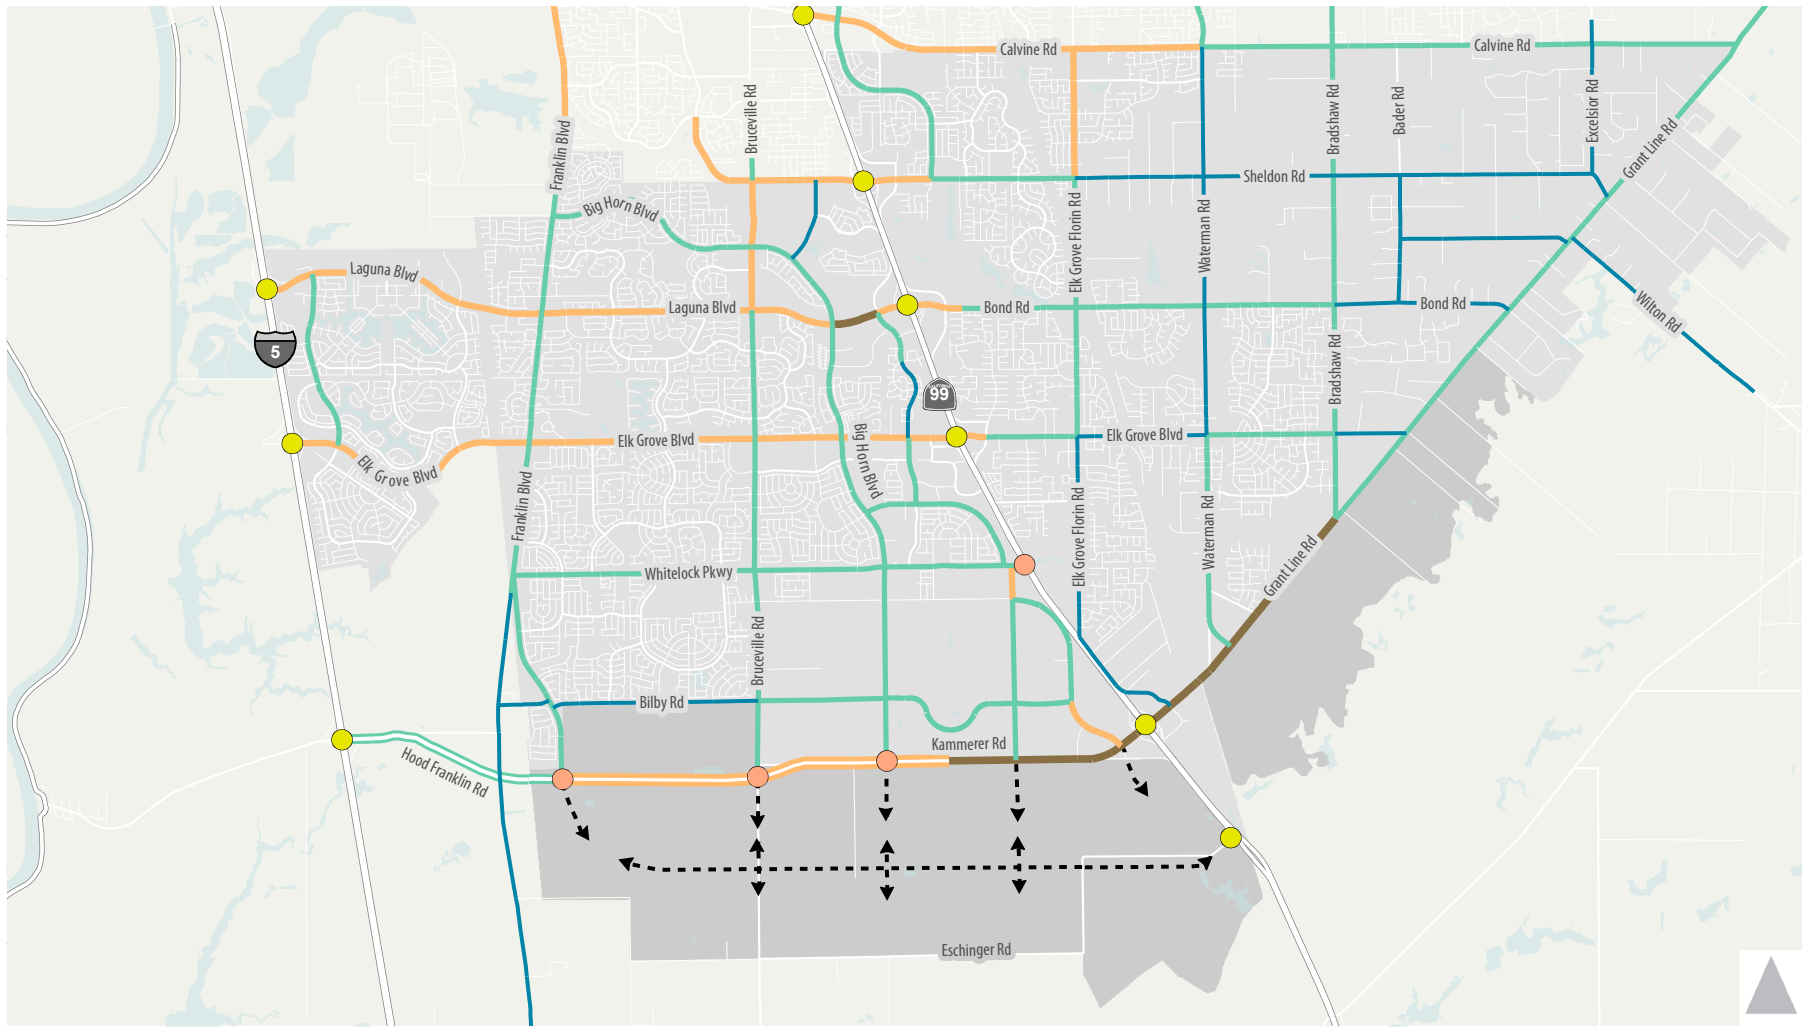 Calvine Rd
Calvine Rd
Bruceville Rd
Franklin Blvd
Bradshaw Rd
Bader Rd
Excelsior Rd
Grant Line Rd
Sheldon Rd
Big Horn Blvd
Elk Grove Florin Rd
Waterman Rd
Laguna Blvd
Laguna Blvd
Bond Rd
Bond Rd
Wilton Rd
5
99
Bradshaw Rd
Elk Grove Blvd
Elk Grove Blvd
Elk Grove Blvd
Big Horn Blvd
Franklin Blvd
Elk Grove Florin Rd
Waterman Rd
Grant Line Rd
Whitelock Pkwy
Bruceville Rd
Bilby Rd
Kammerer Rd
Hood Franklin Rd
Eschinger Rd